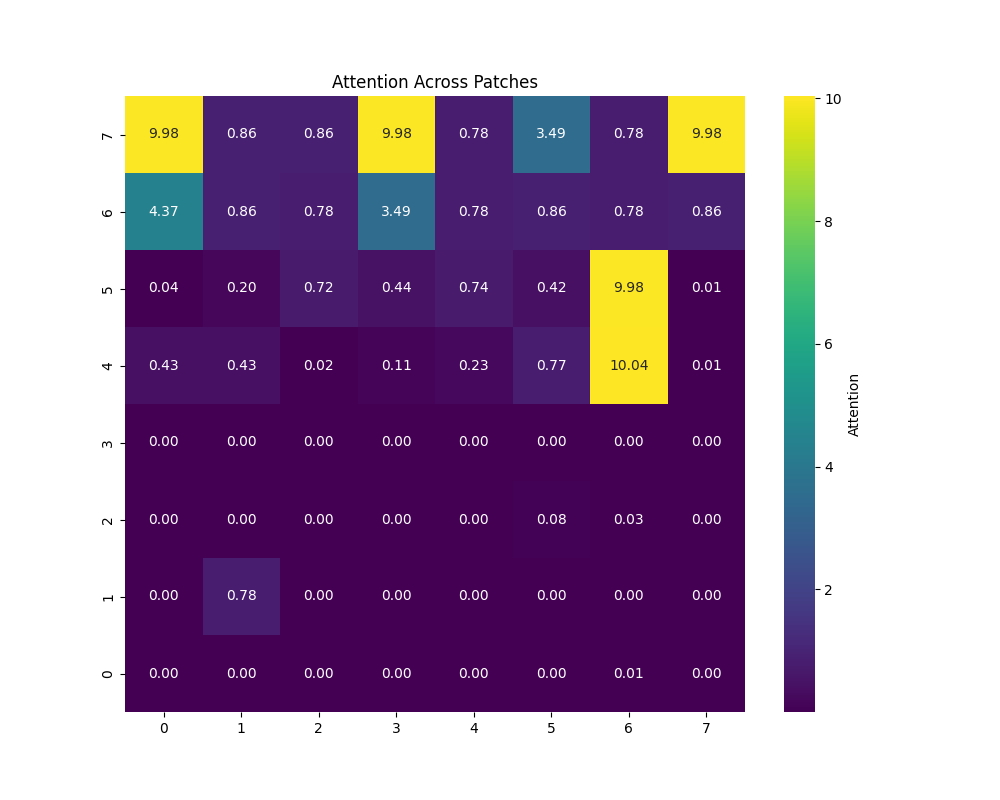 Attention Across Patches
7 9.98 0.86 0.86 9.98 0.78 3.49 0.78 9.98
6 4.37 0.86 0.78 3.49 0.78 0.86 0.78 0.86
5 0.04 0.20 0.72 0.44 0.74 0.42 9.98 0.01
4 0.43 0.43 0.02 0.11 0.23 0.77 10.04 0.01
3 0.00 0.00 0.00 0.00 0.00 0.00 0.00 0.00
2 0.00 0.00 0.00 0.00 0.00 0.08 0.03 0.00
1 0.00 0.78 0.00 0.00 0.00 0.00 0.00 0.00
0 0.00 0.00 0.00 0.00 0.00 0.00 0.01 0.00
0 1 2 3 4 5 6 7
10
8
6
4
2
Attention